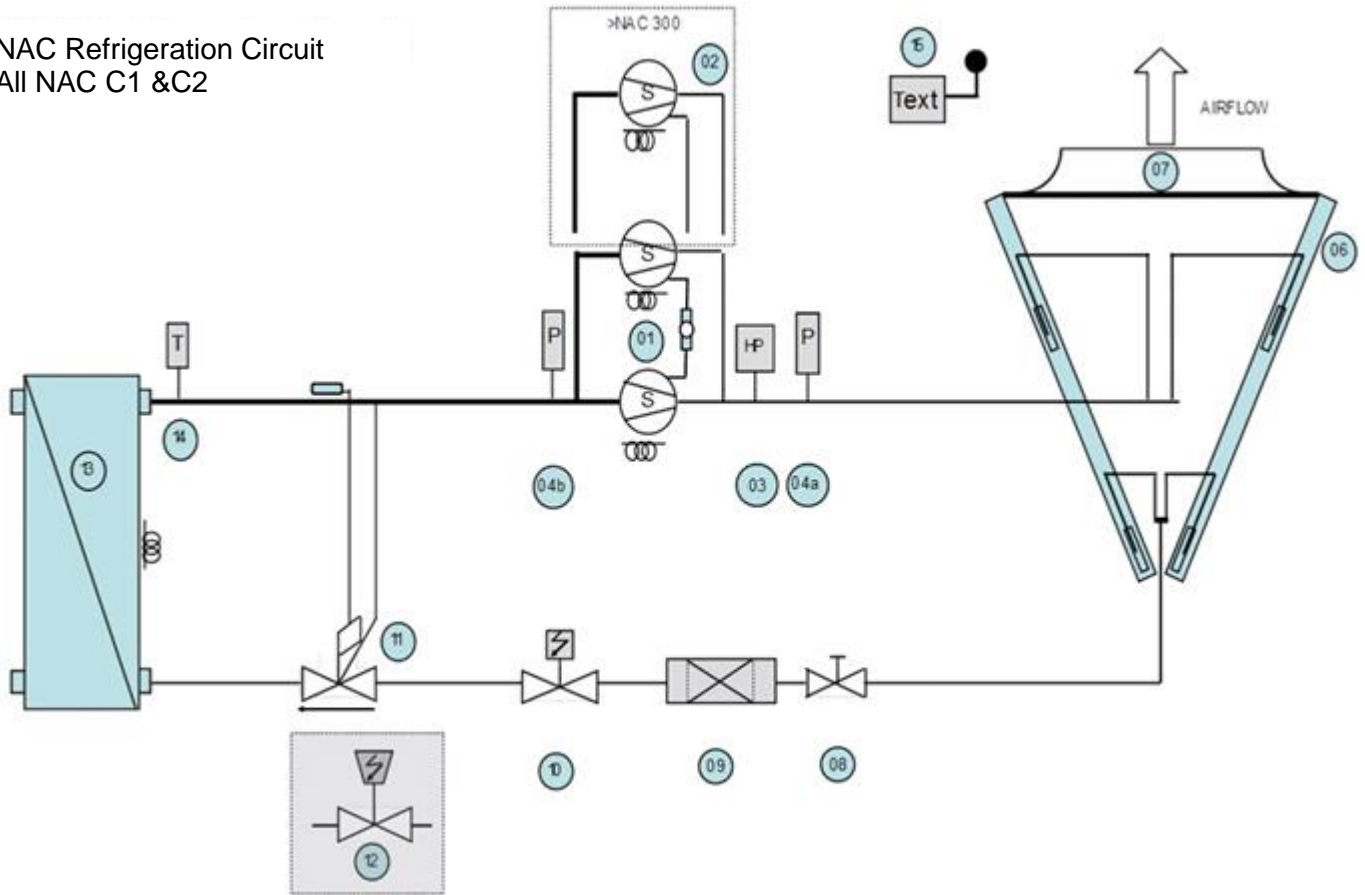 NAC Refrigeration Circuit
All NAC C1 &C2
>NAC 300
02
S
15
Text
AIRFLOW
07
06
S
T
P
01
HP
P
S
14
13
04b
03
04a
11
10
09
08
12